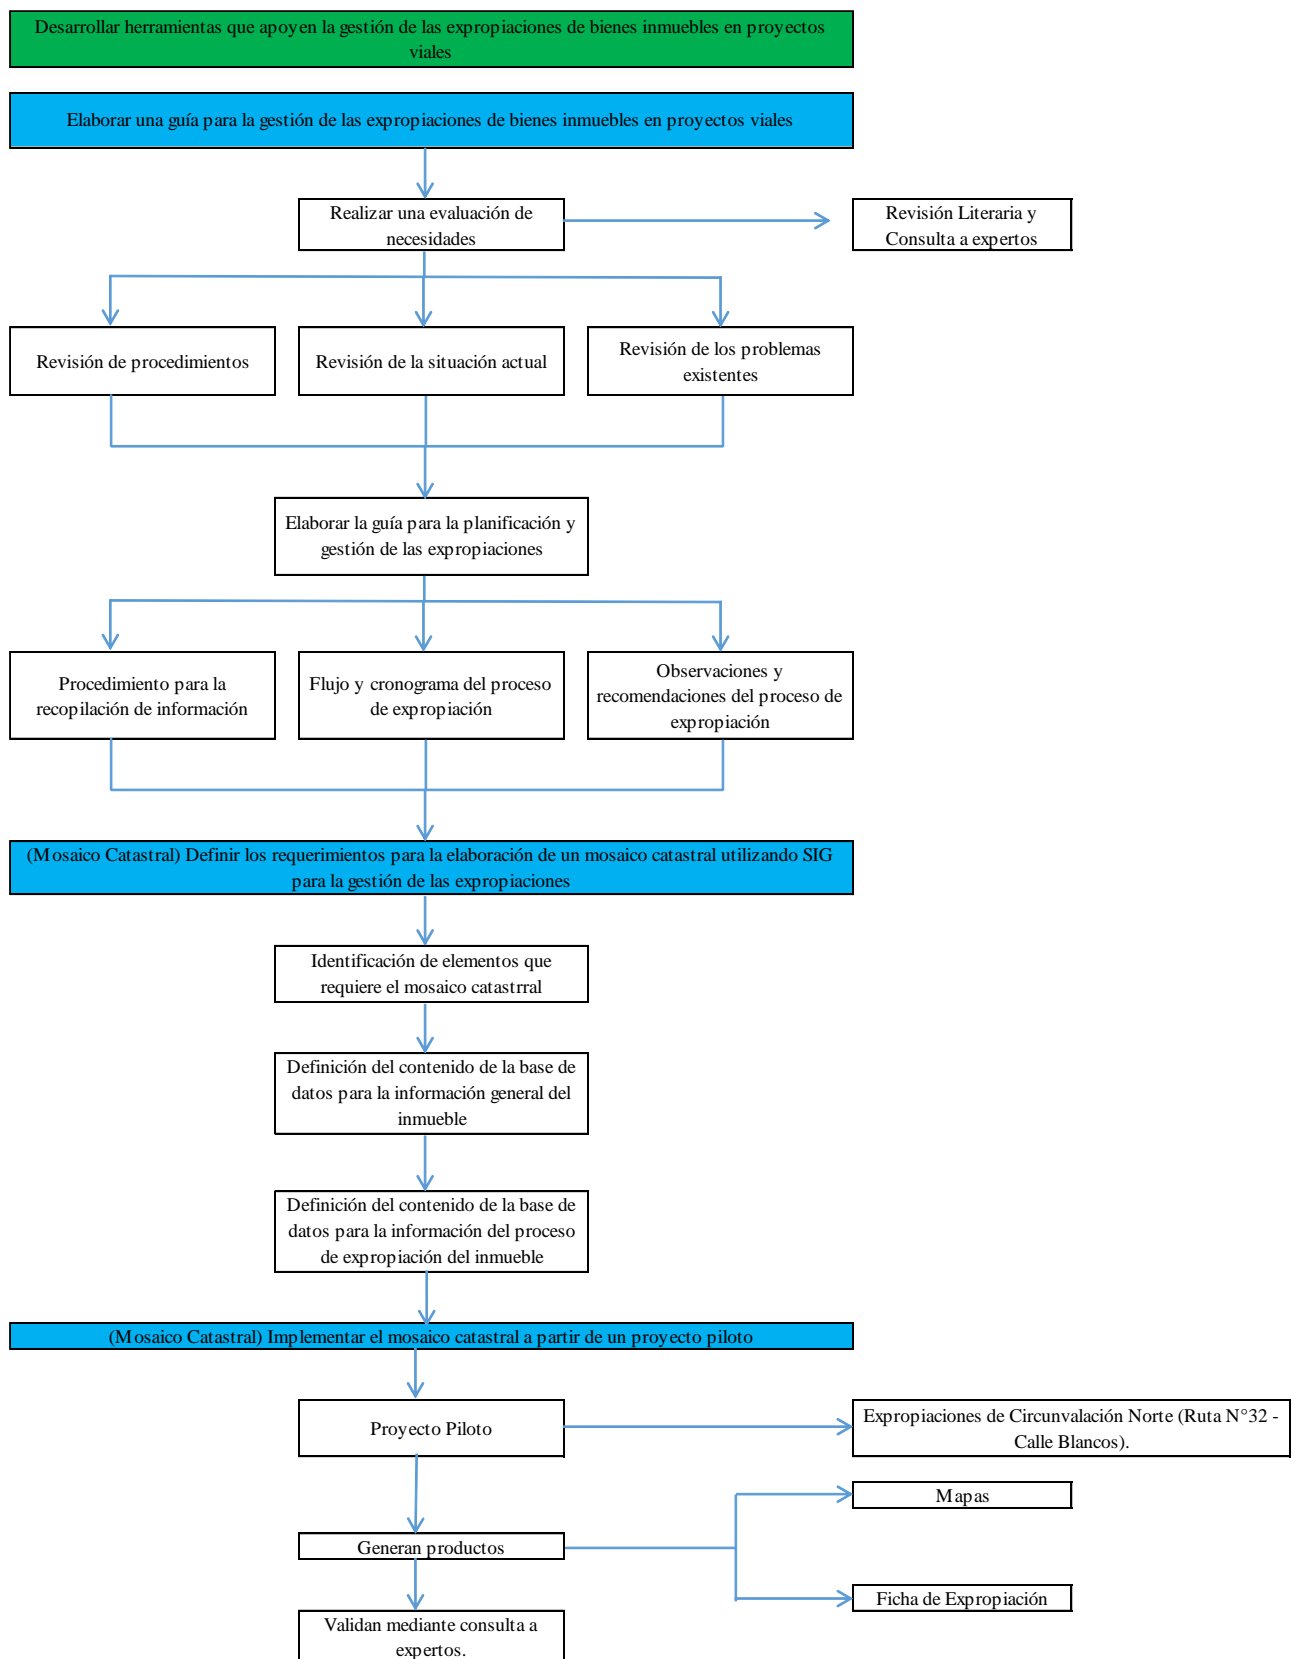 Desarrollar herramientas que apoyen la gestión de las expropiaciones de bienes inmuebles en proyectos
viales
Elaborar una guía para la gestión de las expropiaciones de bienes inmuebles en proyectos viales
Realizar una evaluación de
necesidades
Revisión Literaria y
Consulta a expertos
Revisión de procedimientos
Revisión de la situación actual
Revisión de los problemas
existentes
Elaborar la guía para la planificación y
gestión de las expropiaciones
Procedimiento para la
recopilación de información
Flujo y cronograma del proceso
de expropiación
Observaciones y
recomendaciones del proceso de
expropiación
(Mosaico Catastral) Definir los requerimientos para la elaboración de un mosaico catastral utilizando SIG
para la gestión de las expropiaciones
Identificación de elementos que
requiere el mosaico catastrral
Definición del contenido de la base de
datos para la información general del
inmueble
Definición del contenido de la base de
datos para la información del proceso
de expropiación del inmueble
(Mosaico Catastral) Implementar el mosaico catastral a partir de un proyecto piloto
Proyecto Piloto
Expropiaciones de Circunvalación Norte (Ruta N°32 -
Calle Blancos).
Mapas
Generan productos
Ficha de Expropiación
Validan mediante consulta a
expertos.